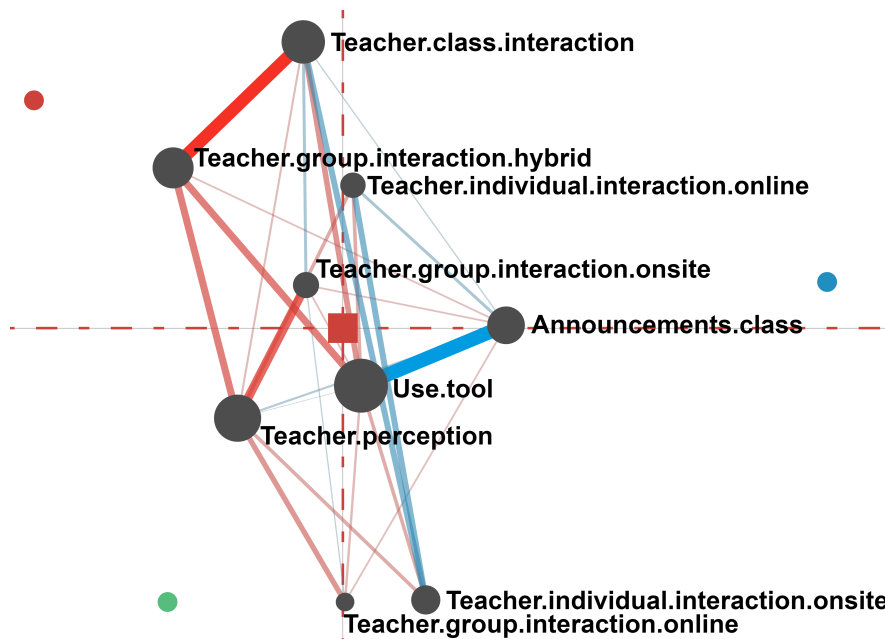 Teacher.class.interaction
Teacher.group.interaction.hybrid
Teacher.individual.interaction.online
Teacher.group.interaction.onsite
Announcements.class
Use.tool
Teacher.perception
Teacher.individual.interaction.onsite
Teacher.group.interaction.online